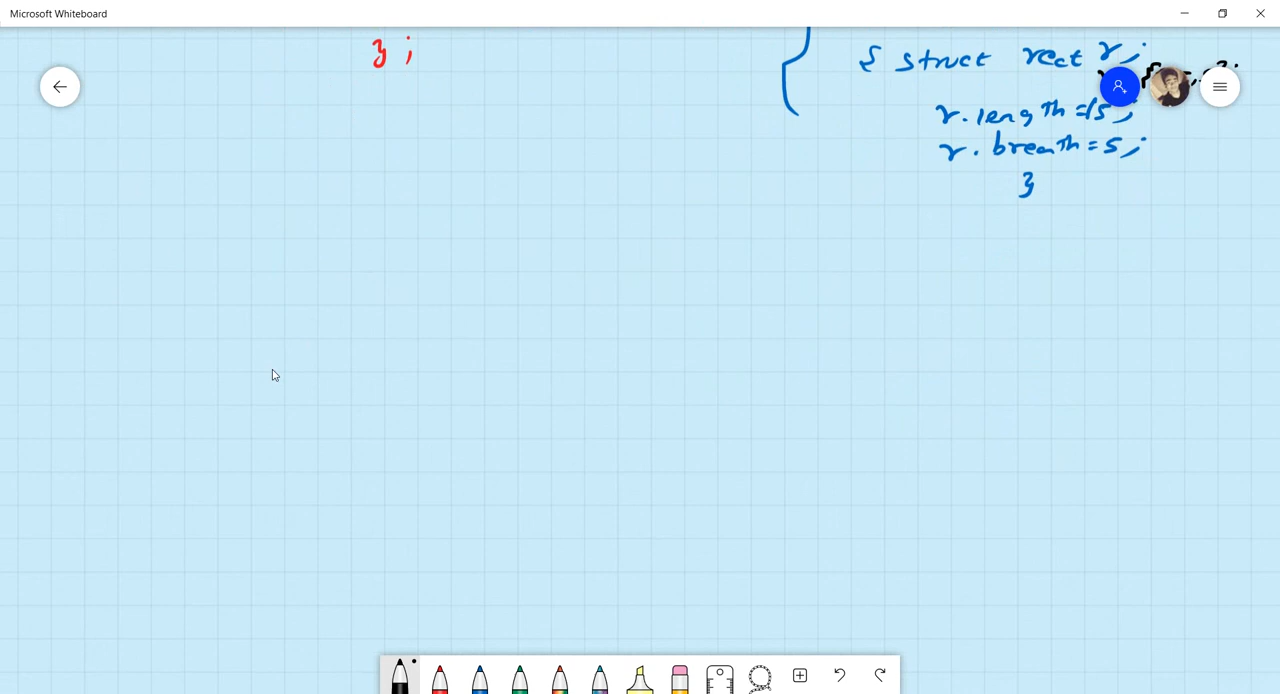 Microsoft Whiteboard
} ;
{ struct rect r;
r.length=15;
r.breath=5;
}